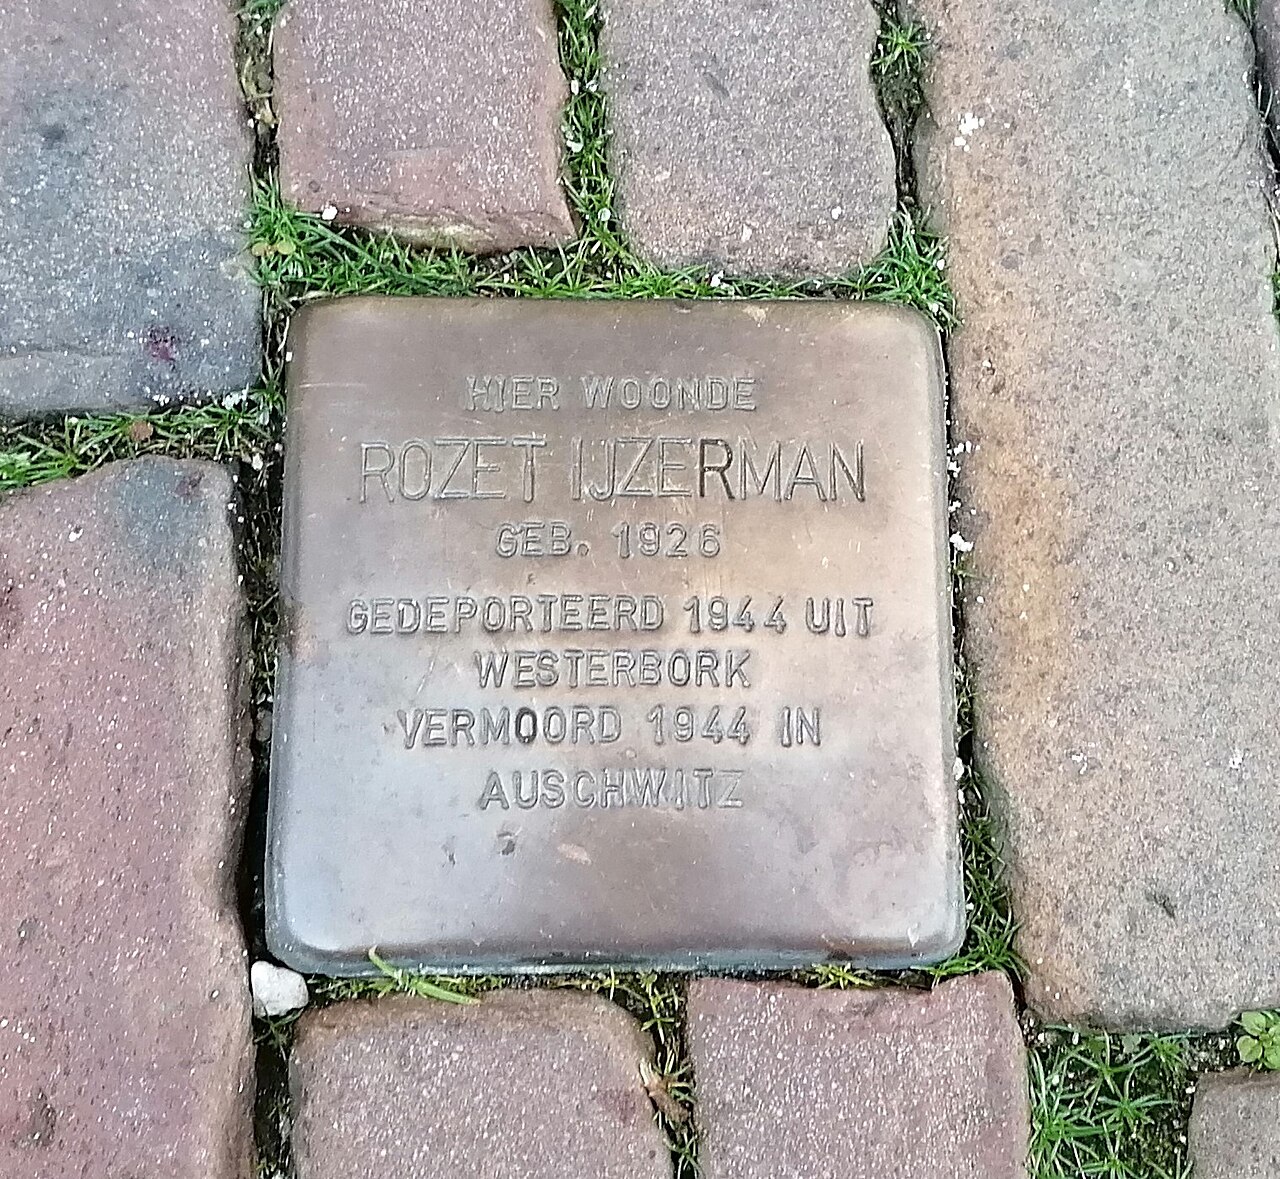 HIER WOONDE
ROZET IJZERMAN
GEB. 1926
GEDEPORTEERD 1944 UIT
WESTERBORK
VERMOORD 1944 IN
AUSCHWITZ